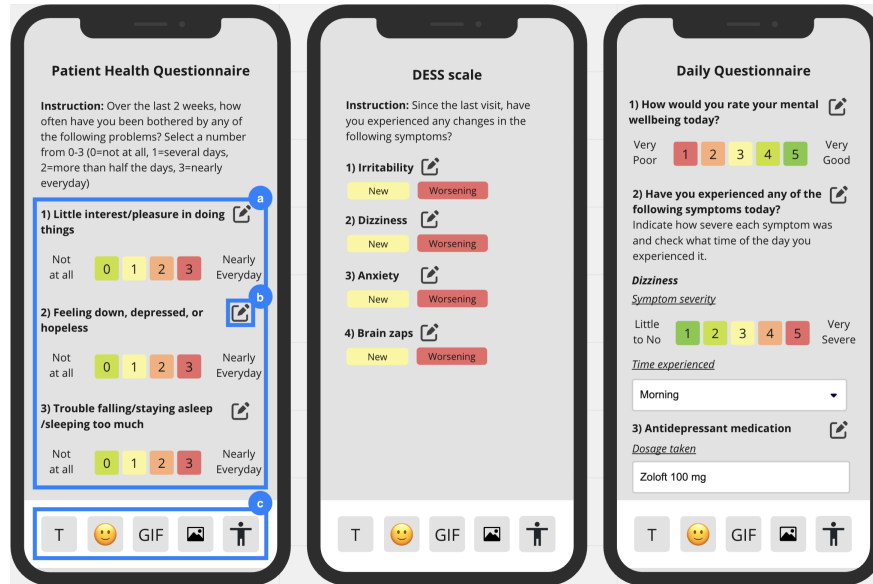 Patient Health Questionnaire
Instruction: Over the last 2 weeks, how
often have you been bothered by any of
the following problems? Select a number
from 0-3 (0=not at all, 1=several days,
2=more than half the days, 3=nearly
everyday)
a
1) Little interest/pleasure in doing
things
Not
at all
0 1 2 3
Nearly
Everyday
b
2) Feeling down, depressed, or
hopeless
Not
at all
0 1 2 3
Nearly
Everyday
3) Trouble falling/staying asleep
/sleeping too much
Not
at all
0 1 2 3
Nearly
Everyday
c
T GIF
DESS scale
Instruction: Since the last visit, have
you experienced any changes in the
following symptoms?
1) Irritability
New Worsening
2) Dizziness
New Worsening
3) Anxiety
New Worsening
4) Brain zaps
New Worsening
T GIF
Daily Questionnaire
1) How would you rate your mental
wellbeing today?
Very
Poor
1 2 3 4 5
Very
Good
2) Have you experienced any of the
following symptoms today?
Indicate how severe each symptom was
and check what time of the day you
experienced it.
Dizziness
Symptom severity
Little
to No
1 2 3 4 5
Very
Severe
Time experienced
Morning
3) Antidepressant medication
Dosage taken
Zoloft 100 mg
T GIF